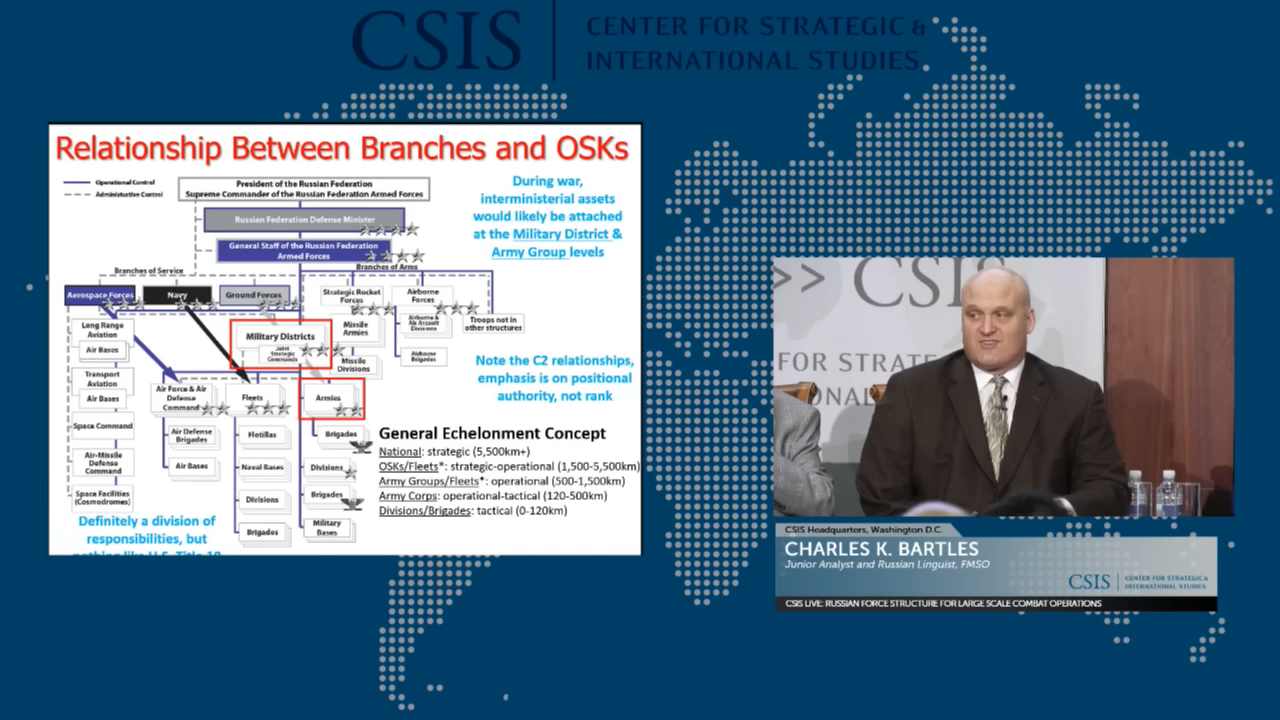 CSIS
CENTER FOR STRATEGIC &
INTERNATIONAL STUDIES
Relationship Between Branches and OSKs
Operational Control
Administrative Control
President of the Russian Federation
Supreme Commander of the Russian Federation Armed Forces
Russian Federation Defense Minister
General Staff of the Russian Federation
Armed Forces
During war,
interministerial assets
would likely be attached
at the Military District &
Army Group levels
Branches of Service
Branches of Arms
Aerospace Forces
Navy
Ground Forces
Strategic Rocket
Forces
Airborne
Forces
Troops not in
other structures
Long Range
Aviation
Air Bases
Transport
Aviation
Air Bases
Space Command
Air-Missile
Defense
Command
Space Facilities
(Cosmodromes)
Military Districts
Joint
Strategic
Commands
Missile
Armies
Missile
Divisions
Airborne &
Air Assault
Divisions
Airborne
Brigades
Note the C2 relationships,
emphasis is on positional
authority, not rank
Air Force & Air
Defense
Command
Fleets
Armies
Air Defense
Brigades
Air Bases
Flotillas
Naval Bases
Divisions
Brigades
Brigades
Divisions
Brigades
Military
Bases
General Echelonment Concept
National: strategic (5,500km+)
OSKs/Fleets*: strategic-operational (1,500-5,500km)
Army Groups/Fleets*: operational (500-1,500km)
Army Corps: operational-tactical (120-500km)
Divisions/Brigades: tactical (0-120km)
Definitely a division of
responsibilities, but
nothing like U.S. Title 10
>> CSIS
FOR STRATE
ONAL
CSIS Headquarters, Washington D.C.
CHARLES K. BARTLES
Junior Analyst and Russian Linguist, FMSO
CSIS
CENTER FOR STRATEGIC &
INTERNATIONAL STUDIES
CSIS LIVE: RUSSIAN FORCE STRUCTURE FOR LARGE SCALE COMBAT OPERATIONS